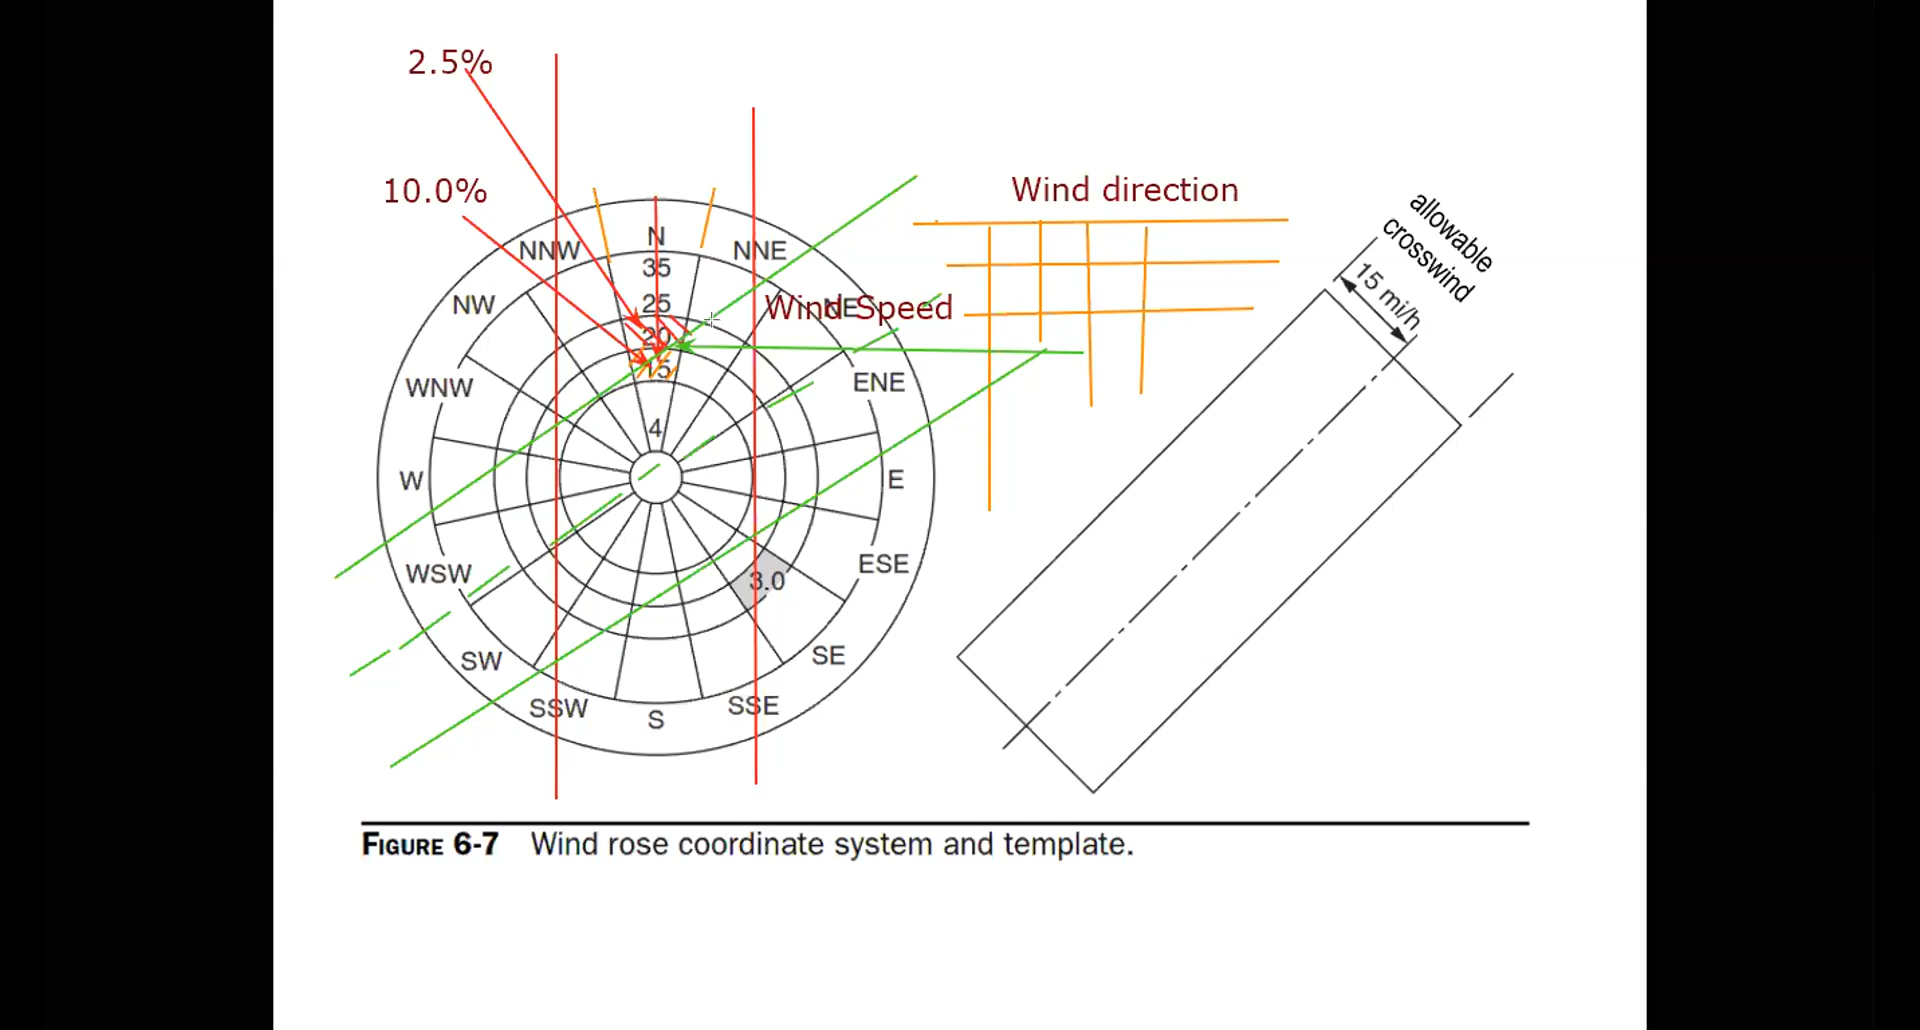 2.5%
10.0%
Wind direction
allowable
crosswind
15 mi/h
N
NNW
NNE
35
NW
25
Wind Speed
NE
20
15
WNW
ENE
4
W
E
WSW
ESE
3.0
SW
SE
SSW
SSE
S
FIGURE 6-7 Wind rose coordinate system and template.